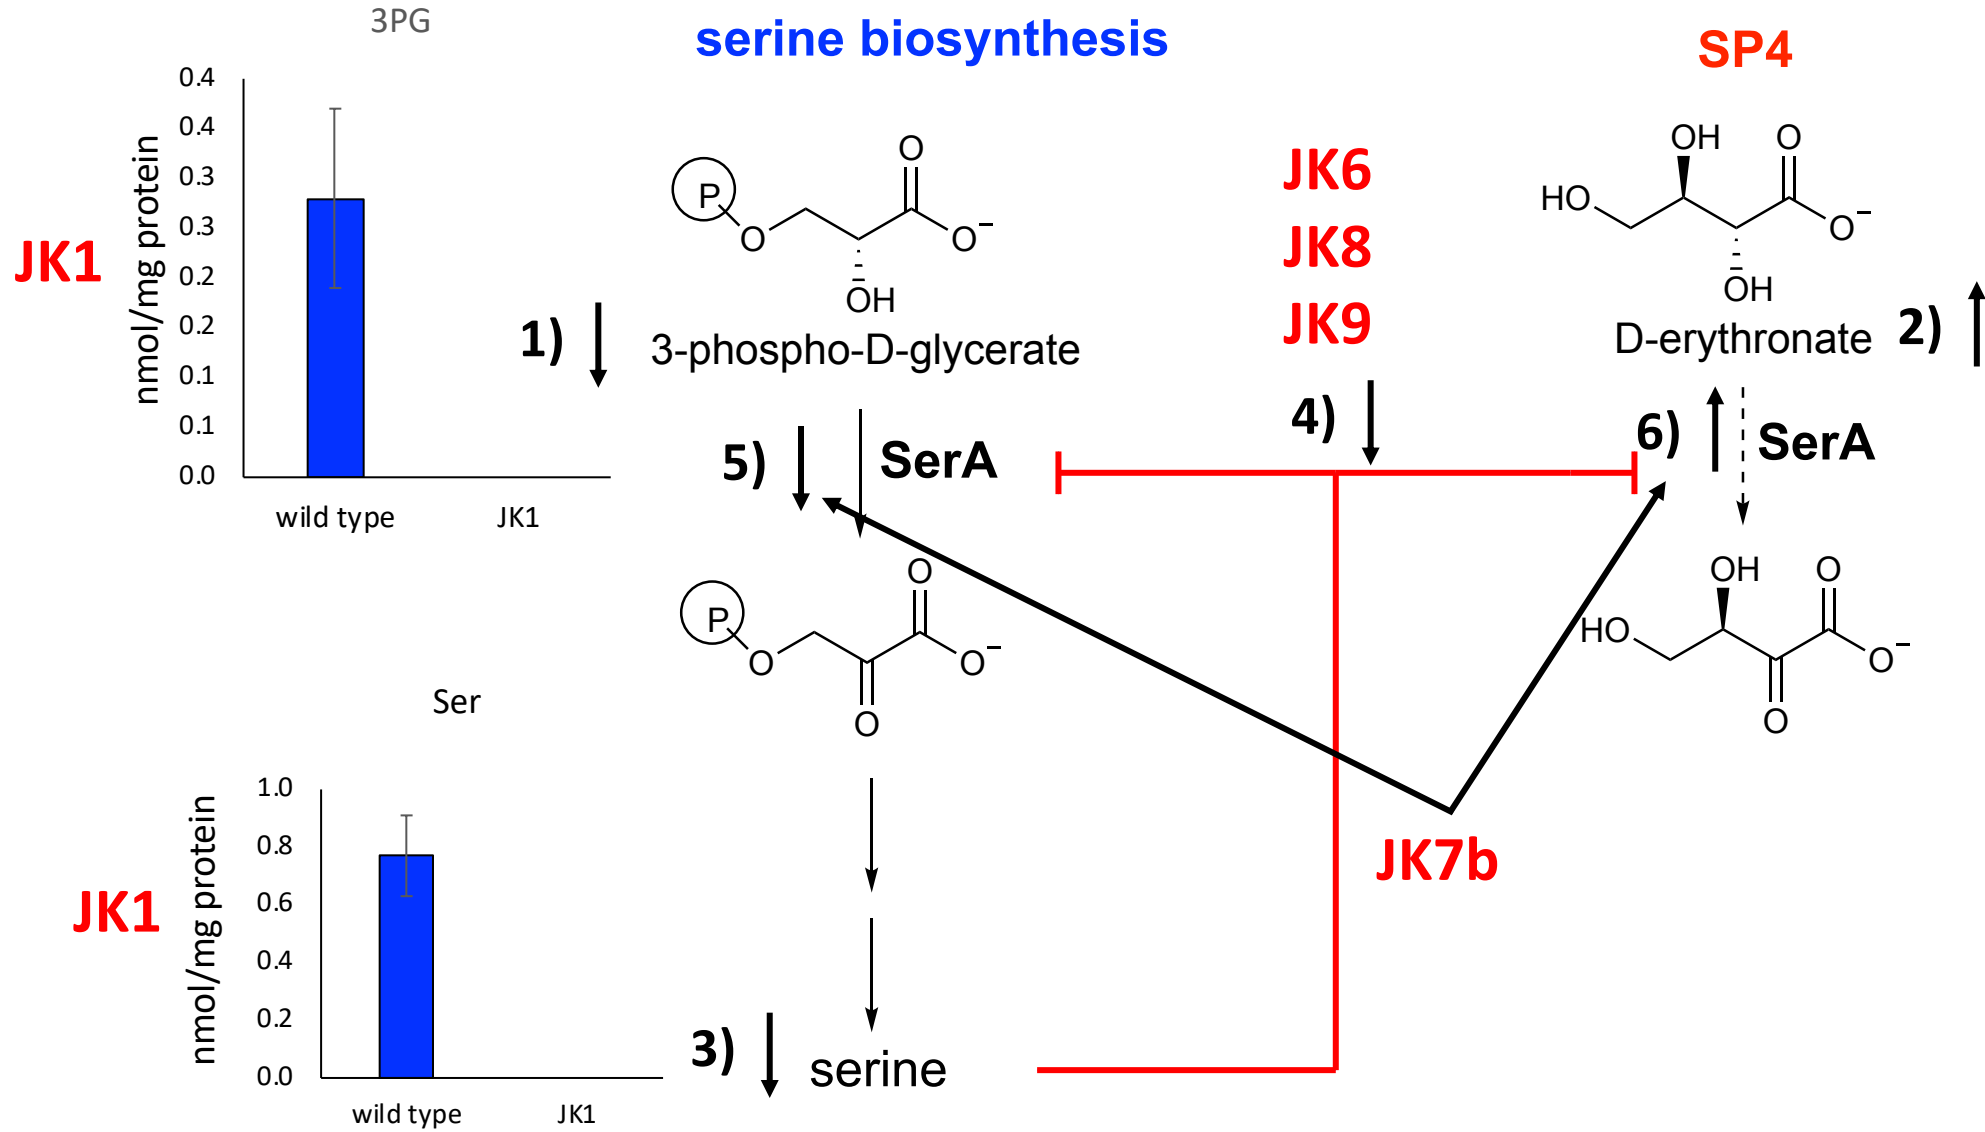 3PG
serine biosynthesis
SP4
0.4
0.4
0.3
0.3
0.2
0.2
0.1
0.1
0.0
nmol/mg protein
JK1
wild type
JK1
P
O
O
O−
OH
1)
3-phospho-D-glycerate
JK6
JK8
JK9
4)
OH
O
HO
O−
OH
D-erythronate
2)
5)
SerA
6)
SerA
P
O
O
O−
O
OH
O
HO
O−
O
JK7b
Ser
1.0
0.8
0.6
0.4
0.2
0.0
nmol/mg protein
JK1
wild type
JK1
3)
serine